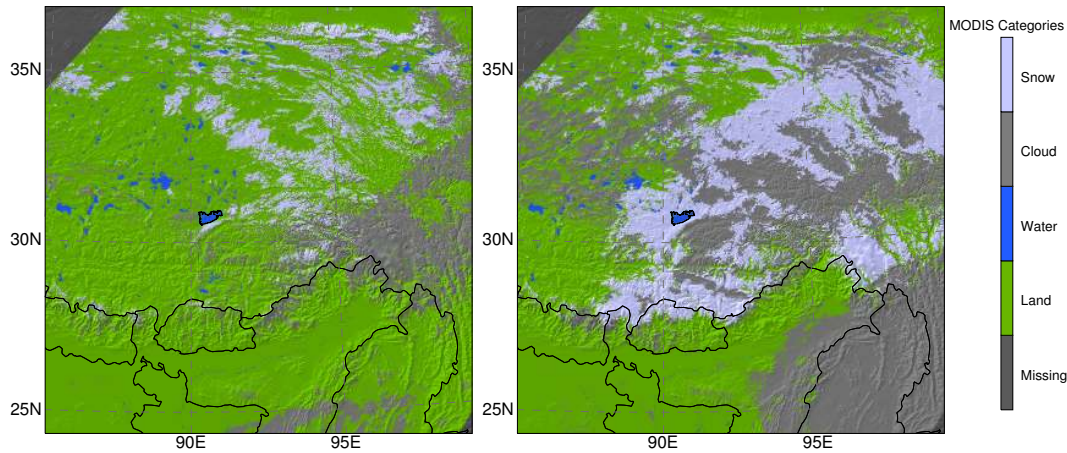 MODIS Categories
35N
30N
25N
90E
95E
35N
30N
25N
90E
95E
Snow
Cloud
Water
Land
Missing